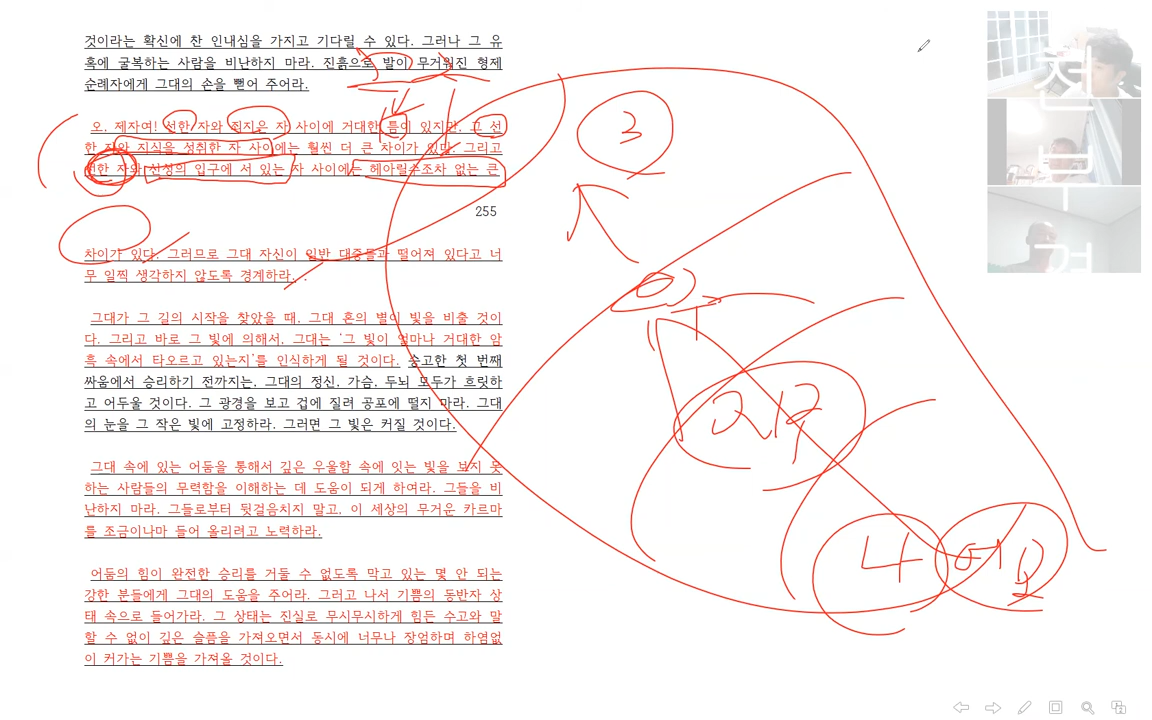 것이라는 확신에 찬 인내심을 가지고 기다릴 수 있다. 그러나 그 유
혹에 굴복하는 사람을 비난하지 마라. 진흙으로 발이 무거워진 형제
순례자에게 그대의 손을 뻗어 주어라.
오. 제자여! 선한 자와 죄지은 자 사이에 거대한 틈이 있지만. 그 선
한 자와 지식을 성취한 자 사이에는 훨씬 더 큰 차이가 있다. 그리고
선한 자와 신성의 입구에 서 있는 자 사이에는 헤아릴수조차 없는 큰
255
차이가 있다. 그러므로 그대 자신이 일반 대중들과 떨어져 있다고 너
무 일찍 생각하지 않도록 경계하라. .
그대가 그 길의 시작을 찾았을 때. 그대 혼의 별이 빛을 비출 것이
다. 그리고 바로 그 빛에 의해서. 그대는 '그 빛이 얼마나 거대한 암
흑 속에서 타오르고 있는지'를 인식하게 될 것이다. 숭고한 첫 번째
싸움에서 승리하기 전까지는. 그대의 정신. 가슴. 두뇌 모두가 흐릿하
고 어두울 것이다. 그 광경을 보고 겁에 질려 공포에 떨지 마라. 그대
의 눈을 그 작은 빛에 고정하라. 그러면 그 빛은 커질 것이다.
그대 속에 있는 어둠을 통해서 깊은 우울함 속에 잇는 빛을 보지 못
하는 사람들의 무력함을 이해하는 데 도움이 되게 하여라. 그들을 비
난하지 마라. 그들로부터 뒷걸음치지 말고. 이 세상의 무거운 카르마
를 조금이나마 들어 올리려고 노력하라.
어둠의 힘이 완전한 승리를 거둘 수 없도록 막고 있는 몇 안 되는
강한 분들에게 그대의 도움을 주어라. 그러고 나서 기쁨의 동반자 상
태 속으로 들어가라. 그 상태는 진실로 무시무시하게 힘든 수고와 말
할 수 없이 깊은 슬픔을 가져오면서 동시에 너무나 장엄하며 하염없
이 커가는 기쁨을 가져올 것이다.
3
4